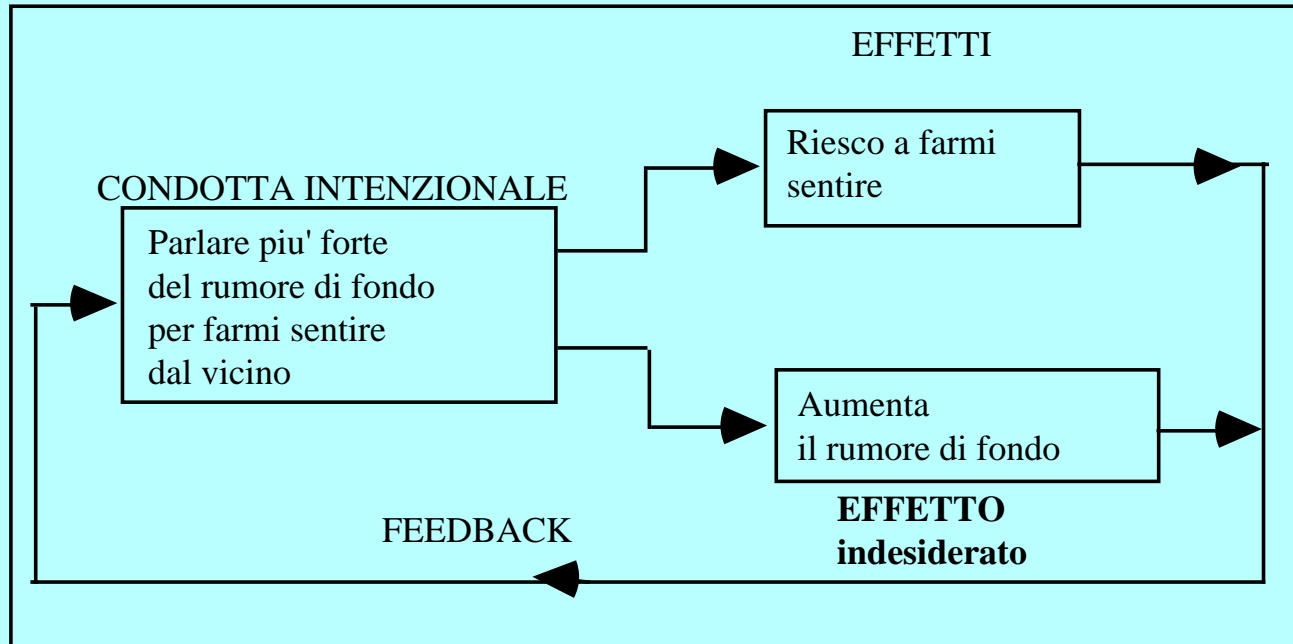 EFFETTI
Riesco a farmi
sentire
CONDOTTA INTENZIONALE
Parlare piu' forte
del rumore di fondo
per farmi sentire
dal vicino
Aumenta
il rumore di fondo
EFFETTO
indesiderato
FEEDBACK